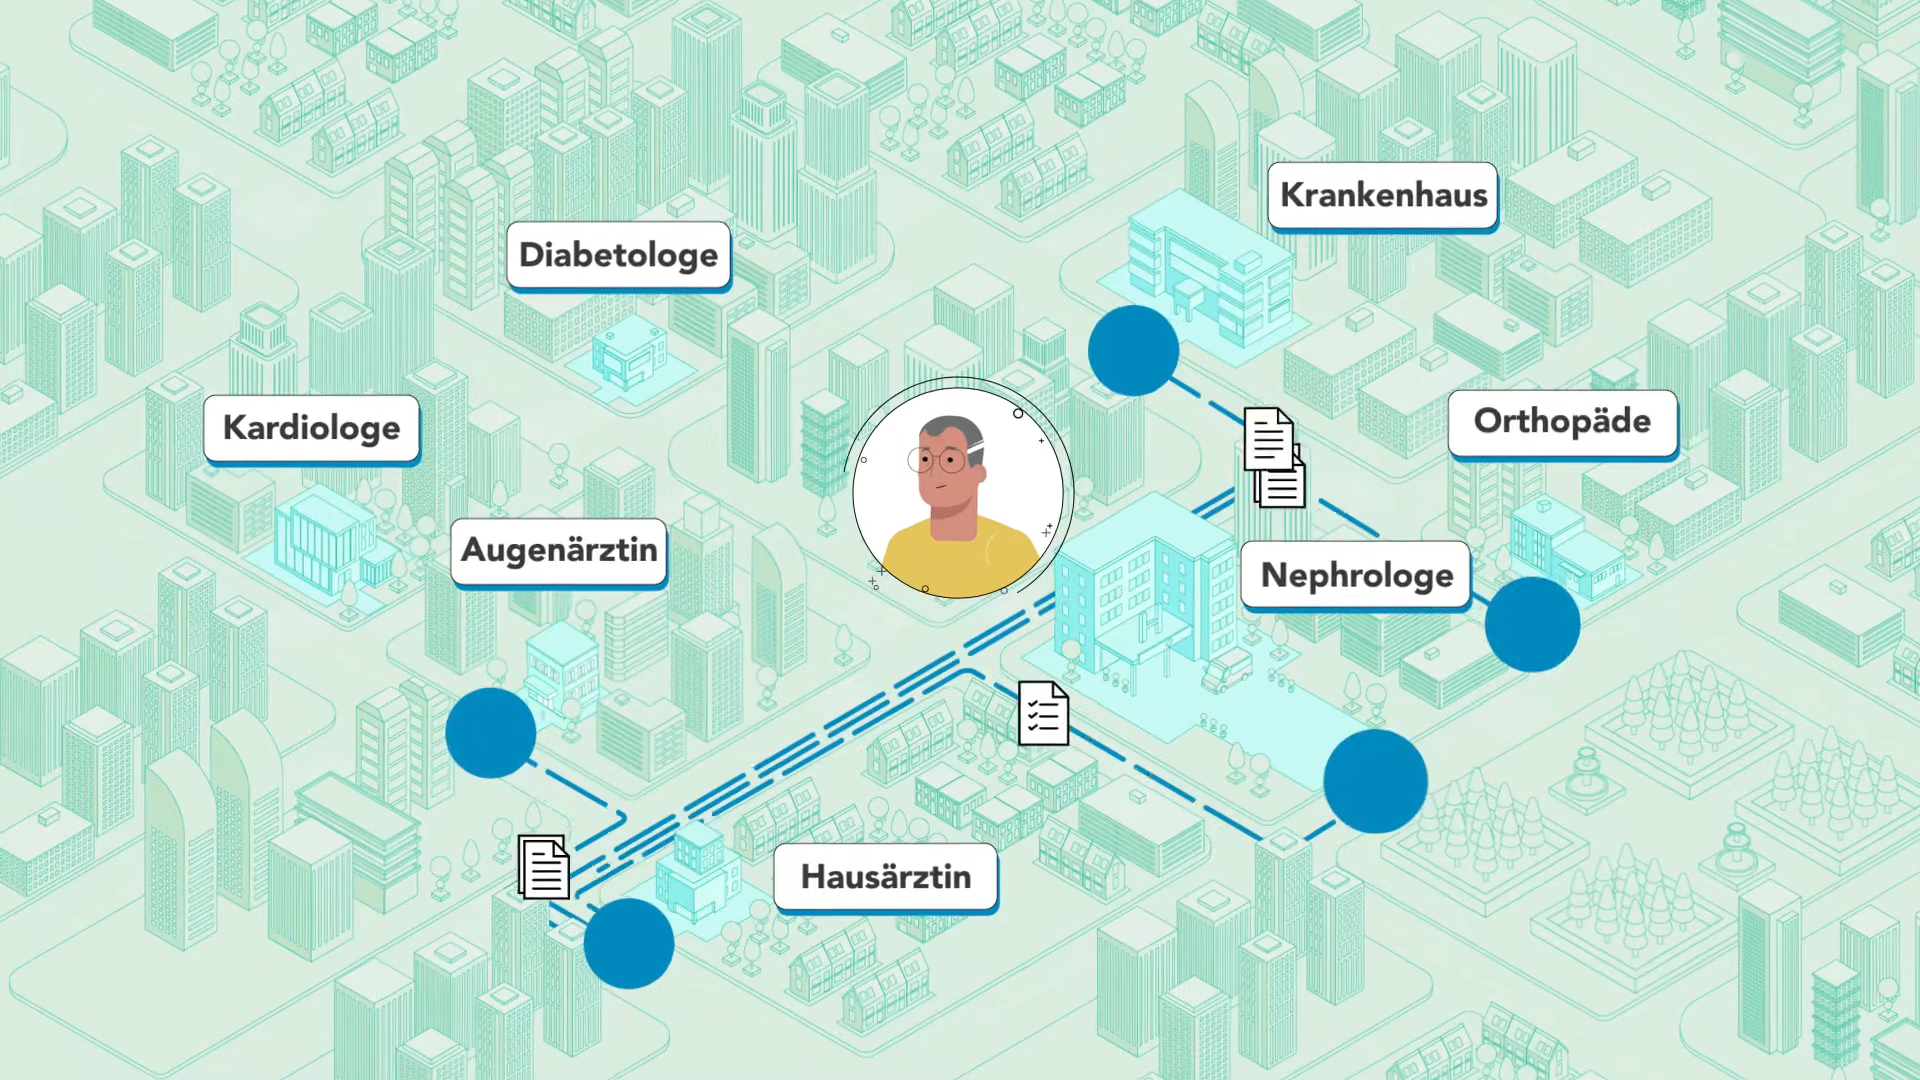 Krankenhaus
Diabetologe
Orthopäde
Kardiologe
Augenärztin
Nephrologe
Hausärztin